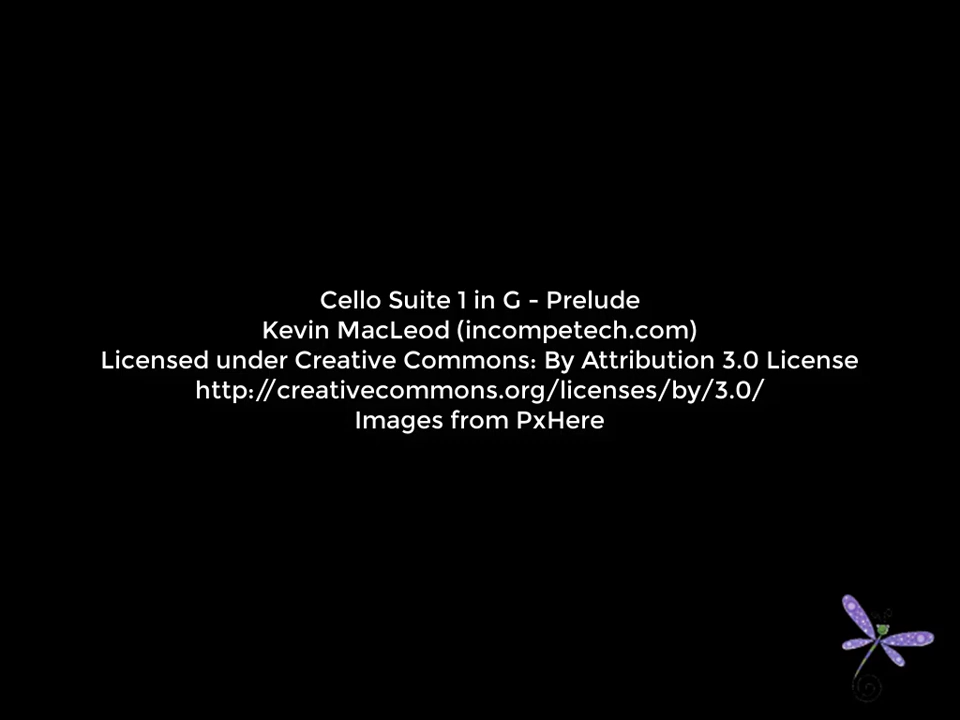 Cello Suite 1 in G - Prelude
Kevin MacLeod (incompetech.com)
Licensed under Creative Commons: By Attribution 3.0 License
http://creativecommons.org/licenses/by/3.0/
Images from PxHere